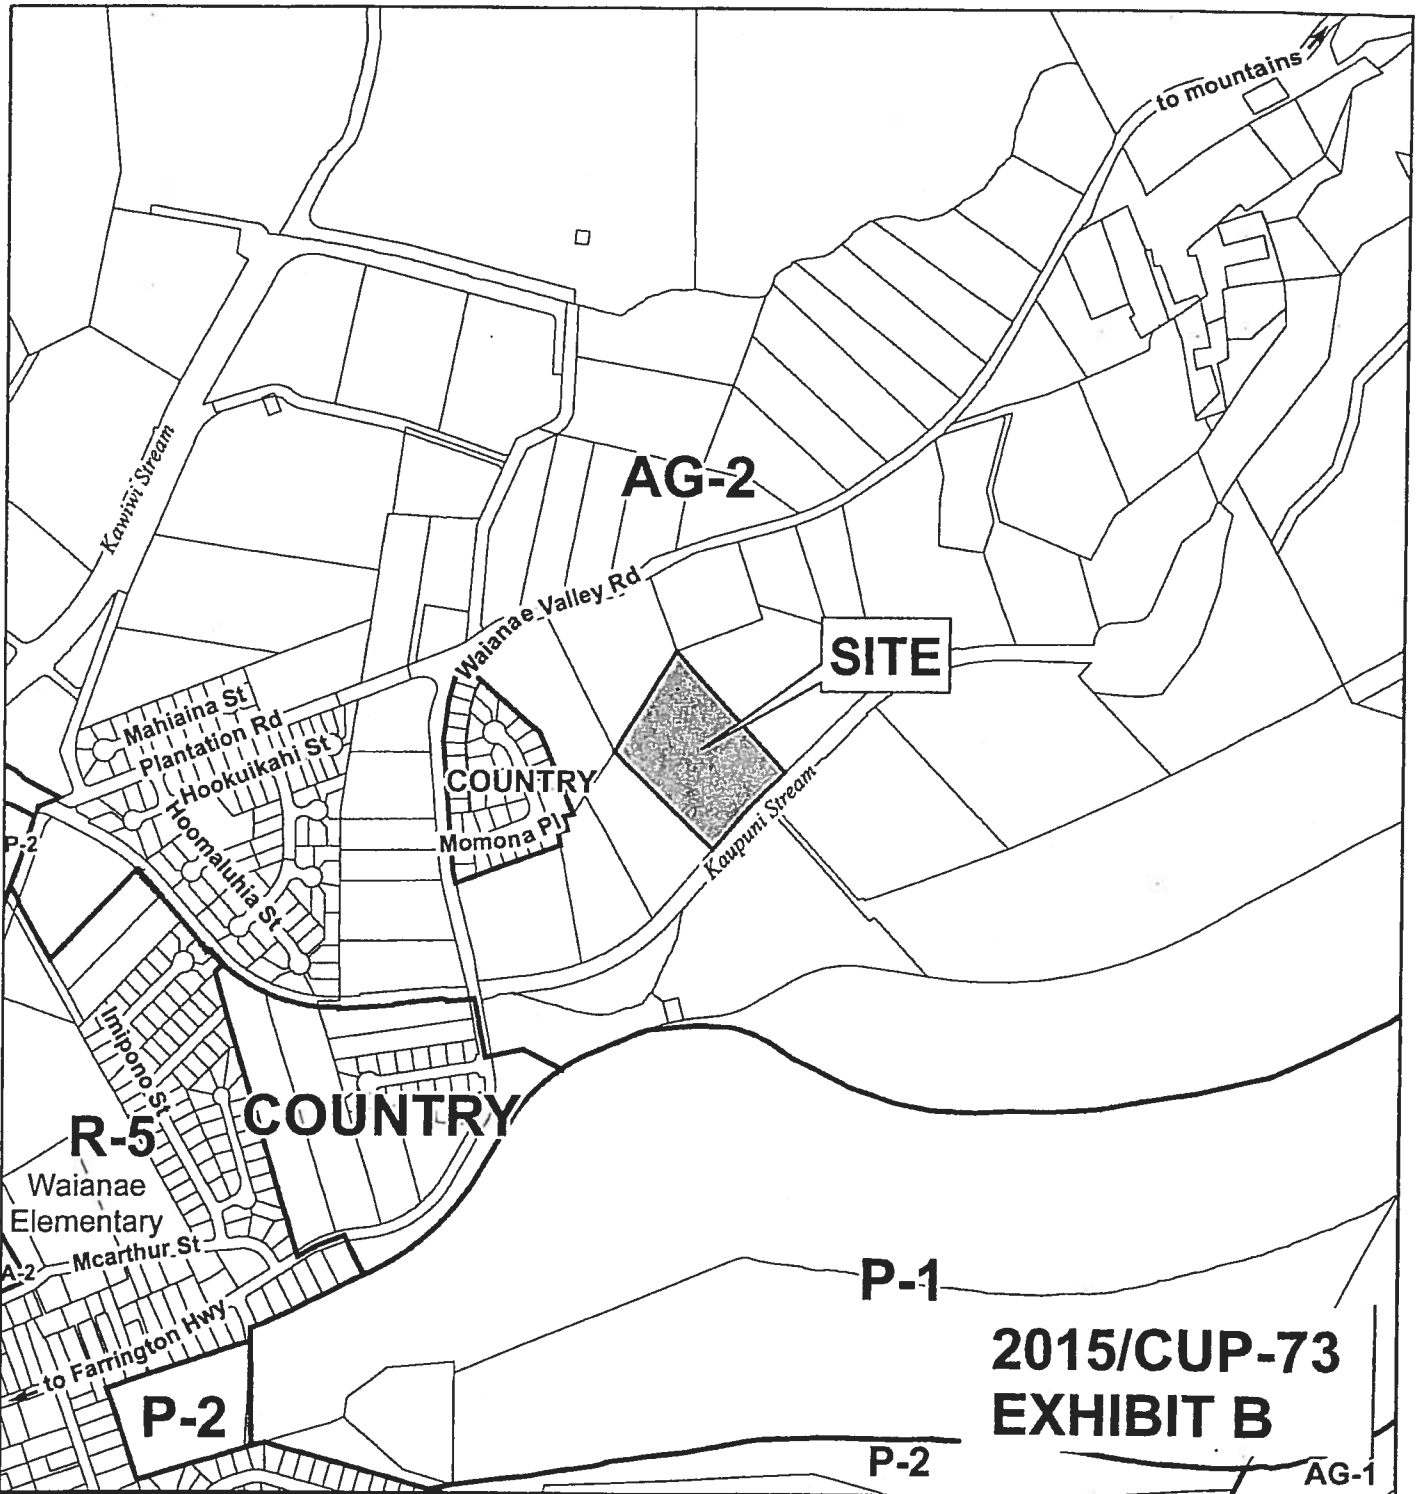 to mountains
Kawiwi Stream
AG-2
Waianae Valley Rd
SITE
Mahiaina St
Plantation Rd
Hookuikahi St
COUNTRY
Momona Pl
Kaupuni Stream
Hoomaluhia St
P-2
Imipono St
COUNTRY
R-5
Waianae
Elementary
Mcarthur St
A-2
to Farrington Hwy
P-1
2015/CUP-73
EXHIBIT B
P-2
P-2
AG-1